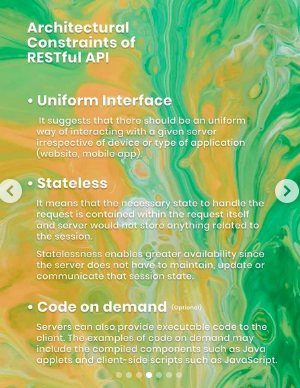 Architectural
Constraints of
RESTful API
• Uniform Interface
It suggests that there should be an uniform
way of interacting with a given server
irrespective of device or type of application
(website, mobile app).
• Stateless
It means that the necessary state to handle the
request is contained within the request itself
and server would not store anything related to
the session.
Statelessness enables greater availability since
the server does not have to maintain, update or
communicate that session state.
• Code on demand (Optional)
Servers can also provide executable code to the
client. The examples of code on demand may
include the compiled components such as Java
applets and client-side scripts such as JavaScript.